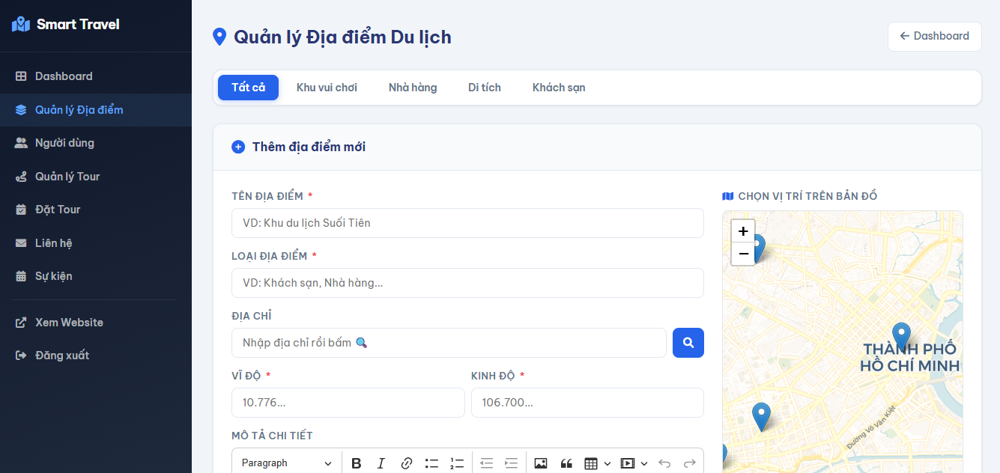 Smart Travel
Dashboard
Quản lý Địa điểm
Người dùng
Quản lý Tour
Đặt Tour
Liên hệ
Sự kiện
Xem Website
Đăng xuất
Quản lý Địa điểm Du lịch
Dashboard
Tất cả Khu vui chơi Nhà hàng Di tích Khách sạn
Thêm địa điểm mới
TÊN ĐỊA ĐIỂM *
VD: Khu du lịch Suối Tiên
LOẠI ĐỊA ĐIỂM *
VD: Khách sạn, Nhà hàng...
ĐỊA CHỈ
Nhập địa chỉ rồi bấm 🔍
VĨ ĐỘ * KINH ĐỘ *
10.776... 106.700...
MÔ TẢ CHI TIẾT
Paragraph
CHỌN VỊ TRÍ TRÊN BẢN ĐỒ
+
−
THÀNH PHỐ
HỒ CHÍ MINH
Đường Võ Văn Kiệt